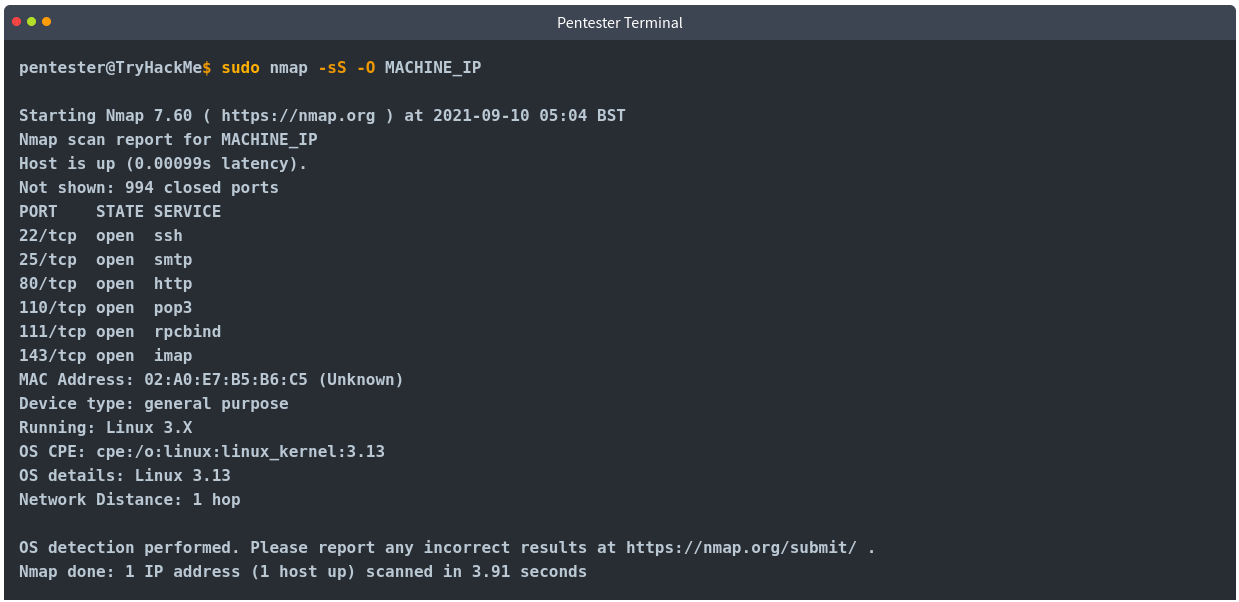 Pentester Terminal
pentester@TryHackMe$ sudo nmap -sS -O MACHINE_IP
Starting Nmap 7.60 ( https://nmap.org ) at 2021-09-10 05:04 BST
Nmap scan report for MACHINE_IP
Host is up (0.00099s latency).
Not shown: 994 closed ports
PORT    STATE SERVICE
22/tcp  open  ssh
25/tcp  open  smtp
80/tcp  open  http
110/tcp open  pop3
111/tcp open  rpcbind
143/tcp open  imap
MAC Address: 02:A0:E7:B5:B6:C5 (Unknown)
Device type: general purpose
Running: Linux 3.X
OS CPE: cpe:/o:linux:linux_kernel:3.13
OS details: Linux 3.13
Network Distance: 1 hop
OS detection performed. Please report any incorrect results at https://nmap.org/submit/ .
Nmap done: 1 IP address (1 host up) scanned in 3.91 seconds